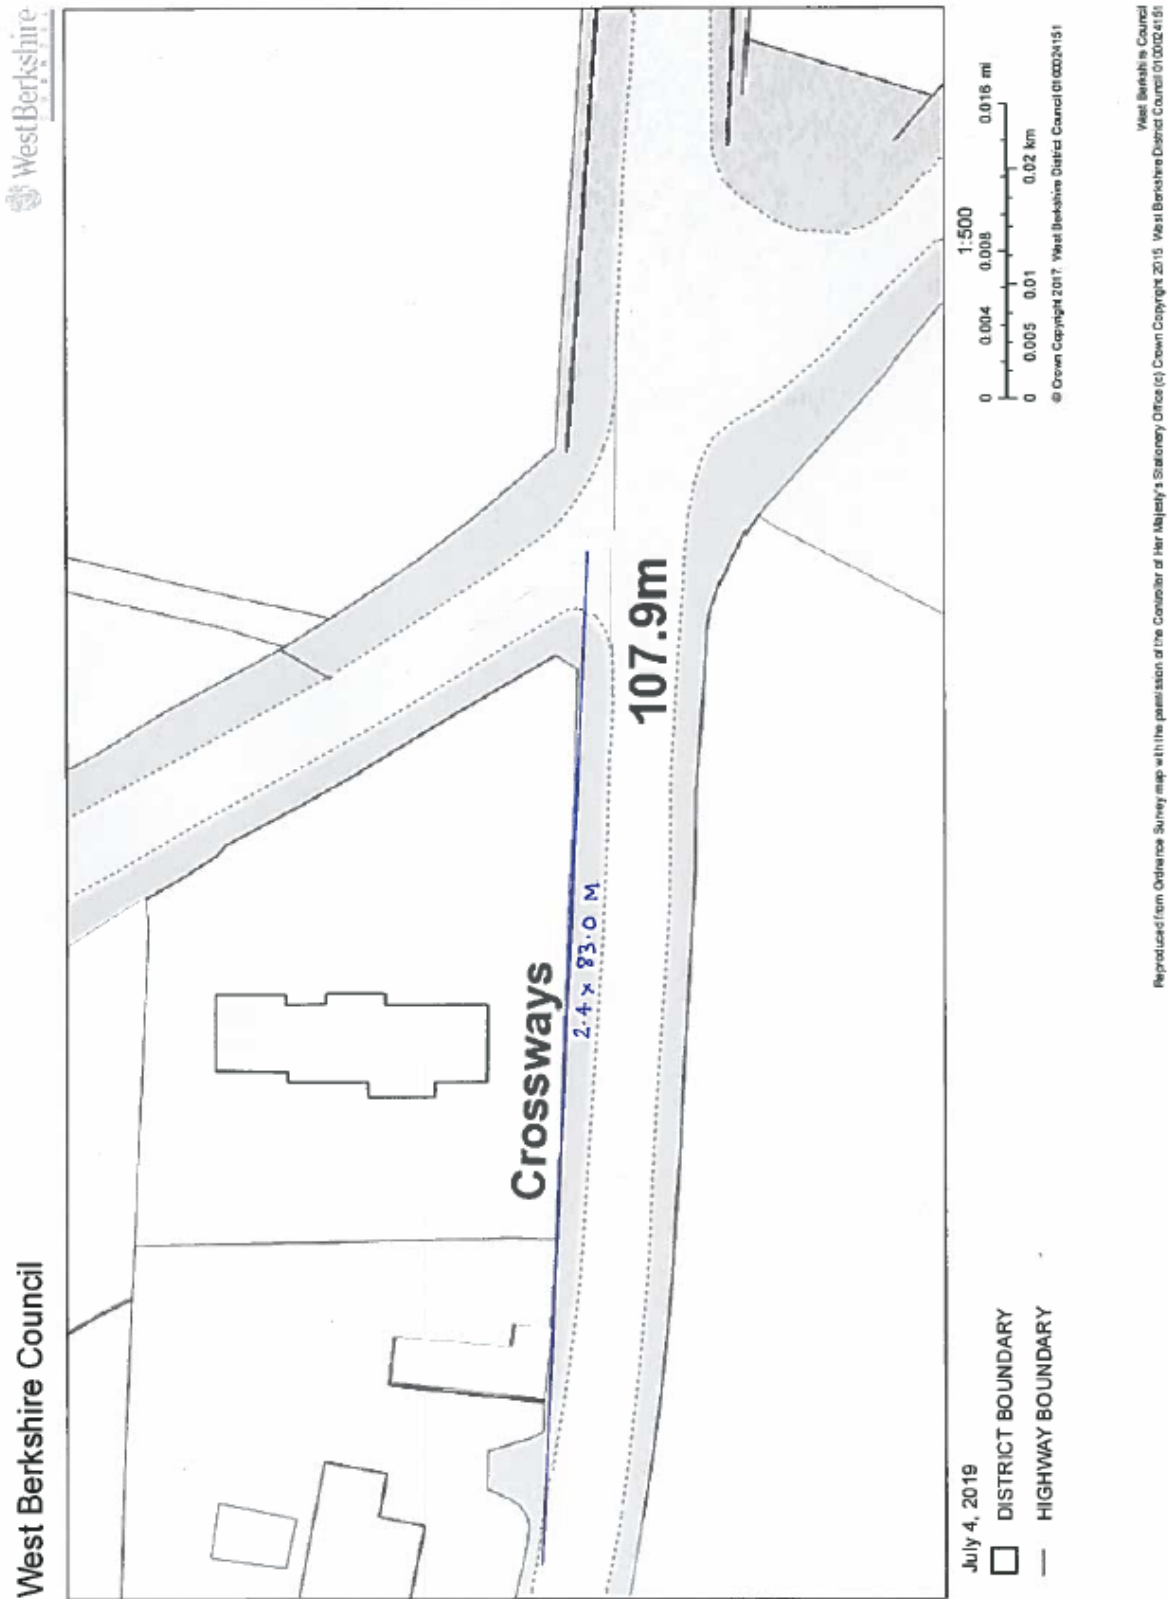 West Berkshire Council
WestBerkshire
COUNCIL
Crossways
2.4 x 83.0 M
107.9m
July 4, 2019
DISTRICT BOUNDARY
HIGHWAY BOUNDARY
1:500
0 0.004 0.008 0.016 mi
0 0.005 0.01 0.02 km
© Crown Copyright 2017. West Berkshire District Council 0100024151
West Berkshire Council
Reproduced from Ordnance Survey map with the permission of the Controller of Her Majesty's Stationery Office (c) Crown Copyright 2015. West Berkshire District Council 0100024151